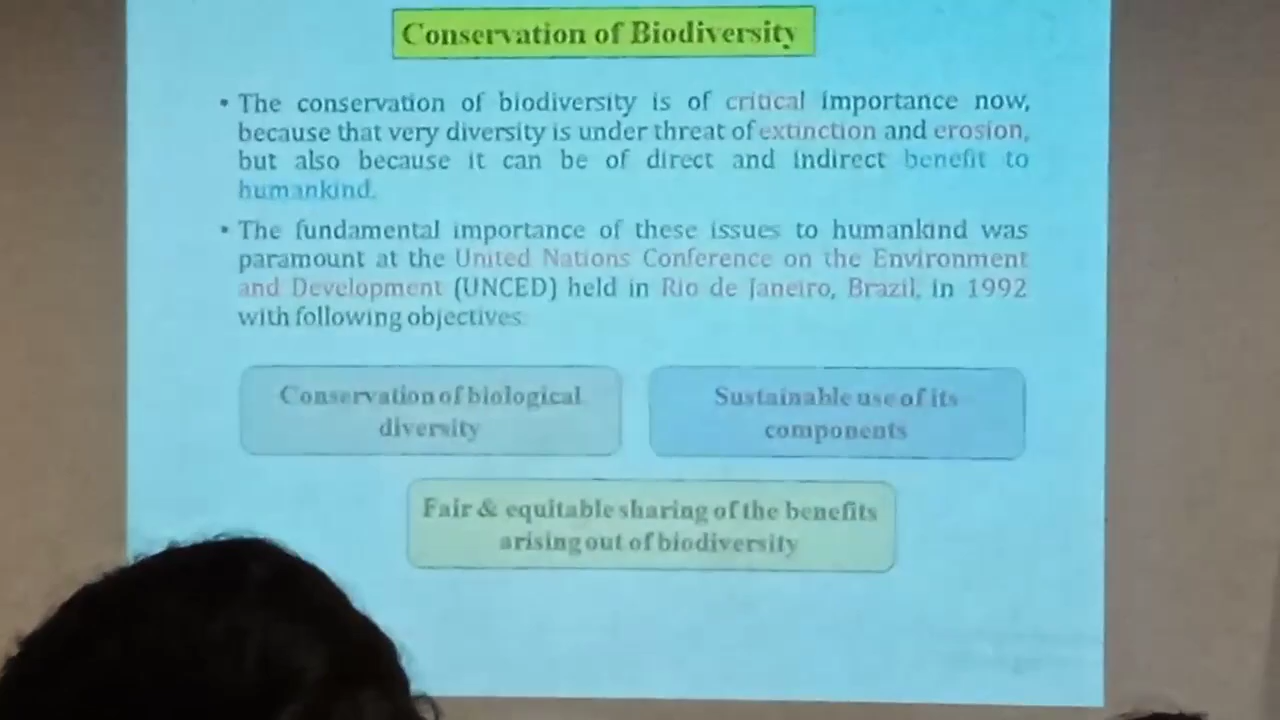 Conservation of Biodiversity
• The conservation of biodiversity is of critical importance now,
because that very diversity is under threat of extinction and erosion,
but also because it can be of direct and indirect benefit to
humankind.
• The fundamental importance of these issues to humankind was
paramount at the United Nations Conference on the Environment
and Development (UNCED) held in Rio de Janeiro, Brazil, in 1992
with following objectives:
Conservation of biological
diversity
Sustainable use of its
components
Fair & equitable sharing of the benefits
arising out of biodiversity